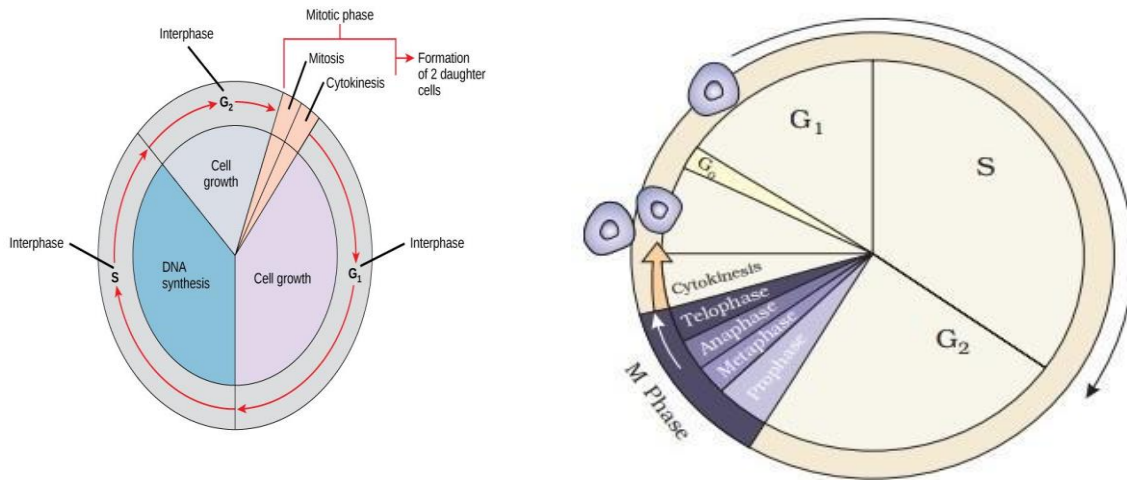 Mitotic phase
Interphase
Mitosis
Formation
of 2 daughter
cells
Cytokinesis
G₂
Cell
growth
Interphase
Interphase
S
DNA
synthesis
Cell growth
G₁
G₁
S
G₀
Cytokinesis
Telophase
Anaphase
Metaphase
Prophase
G₂
M Phase